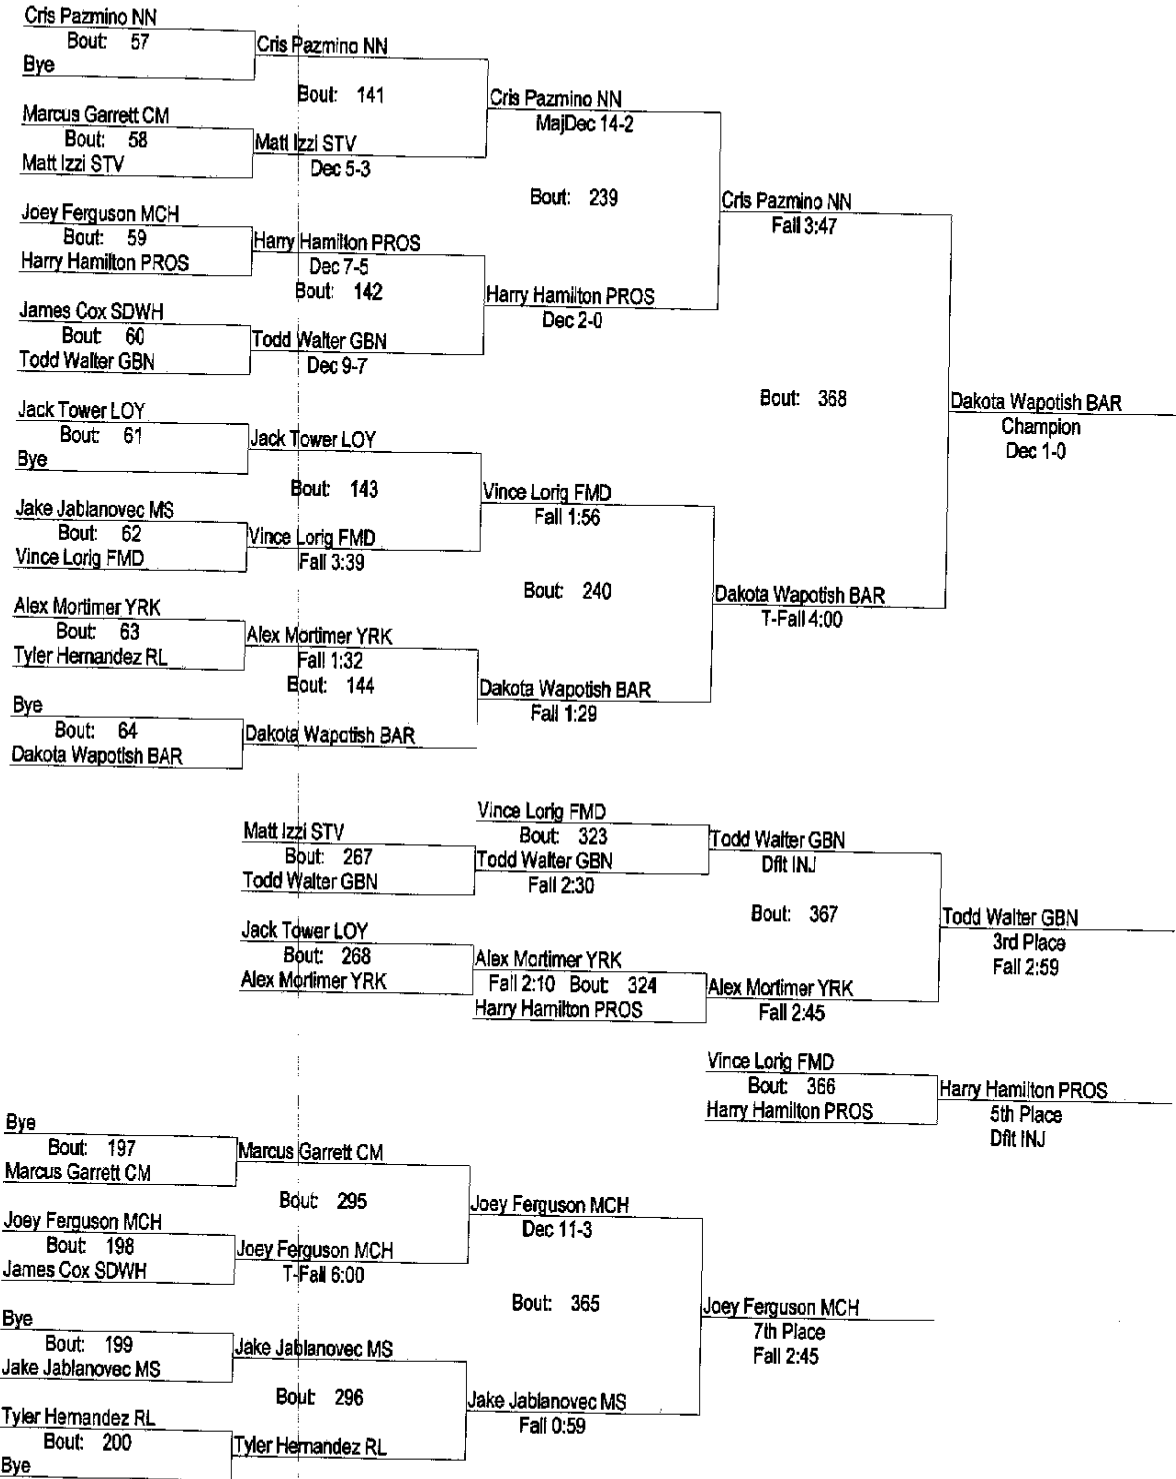 Cris Pazmino NN
Bout: 57
Bye
Cris Pazmino NN
Bout: 141
Marcus Garrett CM
Bout: 58
Matt Izzi STV
Matt Izzi STV
Dec 5-3
Cris Pazmino NN
MajDec 14-2
Bout: 239
Joey Ferguson MCH
Bout: 59
Harry Hamilton PROS
Harry Hamilton PROS
Dec 7-5
Bout: 142
James Cox SDWH
Bout: 60
Todd Walter GBN
Todd Walter GBN
Dec 9-7
Harry Hamilton PROS
Dec 2-0
Cris Pazmino NN
Fall 3:47
Bout: 368
Jack Tower LOY
Bout: 61
Bye
Jack Tower LOY
Bout: 143
Jake Jablanovec MS
Bout: 62
Vince Lorig FMD
Vince Lorig FMD
Fall 3:39
Vince Lorig FMD
Fall 1:56
Bout: 240
Alex Mortimer YRK
Bout: 63
Tyler Hernandez RL
Alex Mortimer YRK
Fall 1:32
Bout: 144
Bye
Bout: 64
Dakota Wapotish BAR
Dakota Wapotish BAR
Dakota Wapotish BAR
Fall 1:29
Dakota Wapotish BAR
T-Fall 4:00
Dakota Wapotish BAR
Champion
Dec 1-0
Matt Izzi STV
Bout: 267
Todd Walter GBN
Vince Lorig FMD
Bout: 323
Todd Walter GBN
Fall 2:30
Todd Walter GBN
Dflt INJ
Bout: 367
Jack Tower LOY
Bout: 268
Alex Mortimer YRK
Alex Mortimer YRK
Fall 2:10 Bout: 324
Harry Hamilton PROS
Alex Mortimer YRK
Fall 2:45
Todd Walter GBN
3rd Place
Fall 2:59
Vince Lorig FMD
Bout: 366
Harry Hamilton PROS
Harry Hamilton PROS
5th Place
Dflt INJ
Bye
Bout: 197
Marcus Garrett CM
Marcus Garrett CM
Bout: 295
Joey Ferguson MCH
Bout: 198
James Cox SDWH
Joey Ferguson MCH
T-Fall 6:00
Joey Ferguson MCH
Dec 11-3
Bout: 365
Bye
Bout: 199
Jake Jablanovec MS
Jake Jablanovec MS
Bout: 296
Tyler Hernandez RL
Bout: 200
Bye
Tyler Hernandez RL
Jake Jablanovec MS
Fall 0:59
Joey Ferguson MCH
7th Place
Fall 2:45